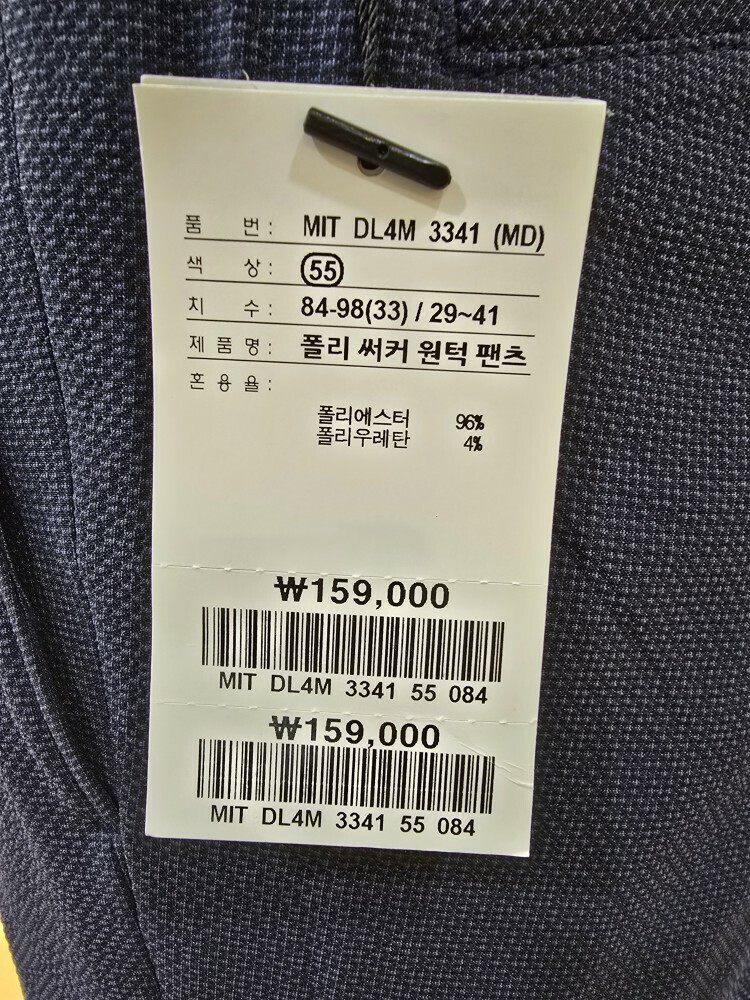 품 번 : MIT DL4M 3341 (MD)
색 상 : 55
치 수 : 84-98(33) / 29~41
제 품 명 : 폴리 써커 원턱 팬츠
혼 용 율 :
폴리에스터 96%
폴리우레탄 4%
₩159,000
MIT DL4M 3341 55 084
₩159,000
MIT DL4M 3341 55 084